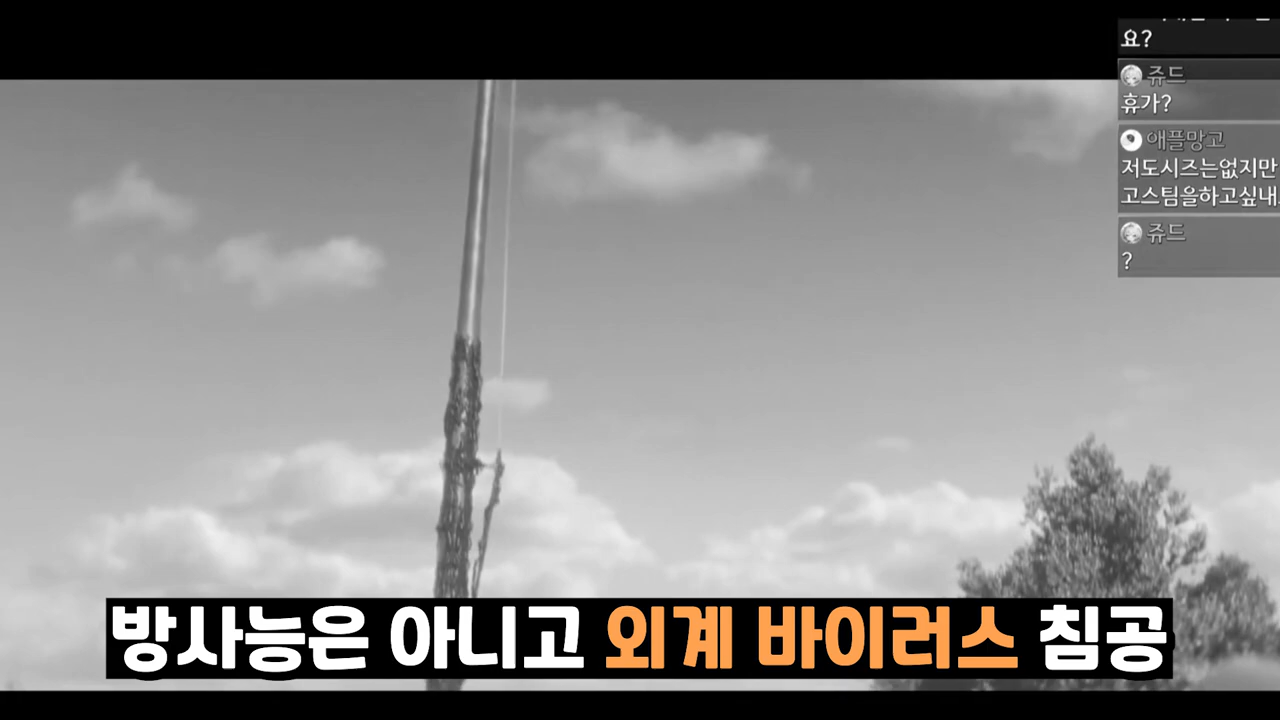 요?
쥬드
휴가?
애플망고
저도시즈는없지만
고스팀을하고싶내
쥬드
?
방사능은 아니고 외계 바이러스 침공